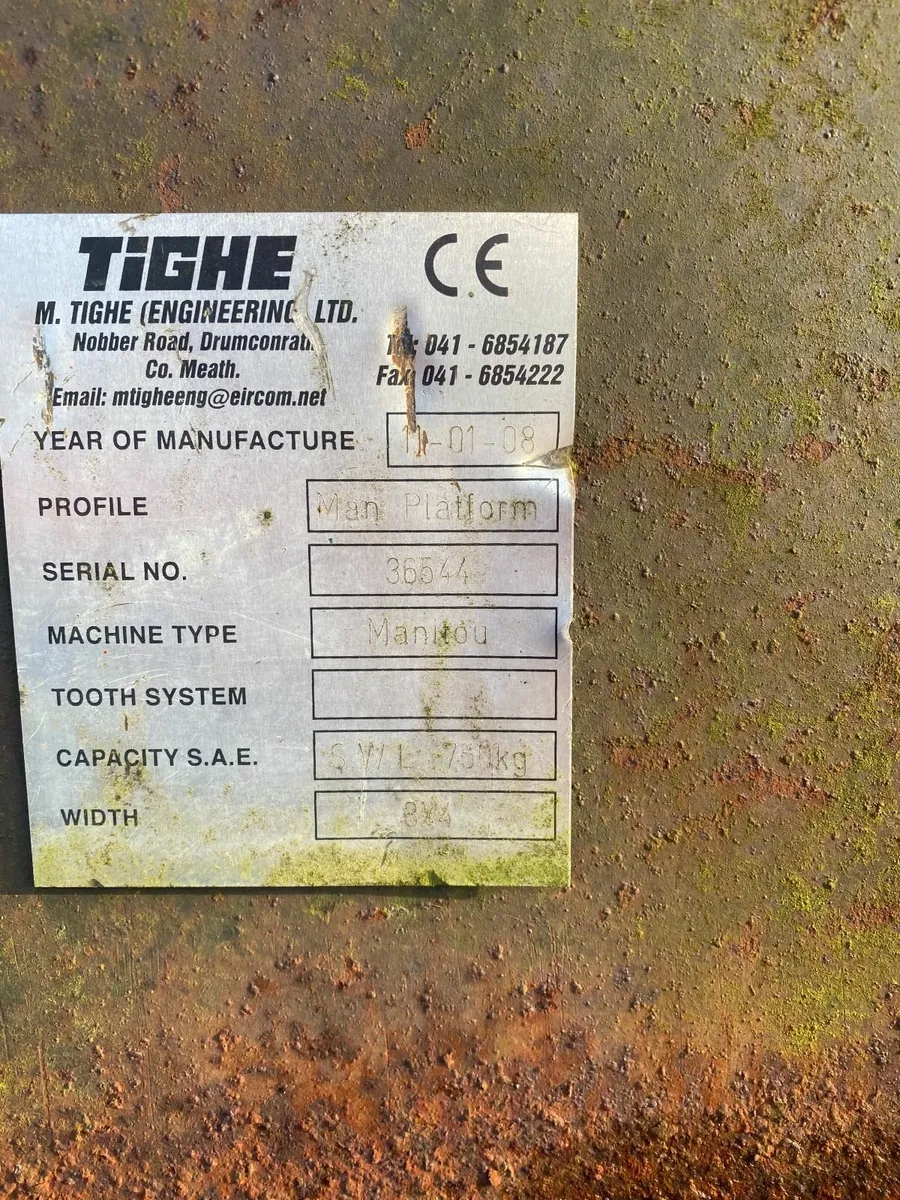 TiGHE
CE
M. TIGHE (ENGINEERING LTD.
Nobber Road, Drumconrath
Co. Meath.
Email: mtigheeng@eircom.net
Tel: 041 - 6854187
Fax: 041 - 6854222
YEAR OF MANUFACTURE 11-01-08
PROFILE Man Platform
SERIAL NO. 36544
MACHINE TYPE Manitou
TOOTH SYSTEM
CAPACITY S.A.E. S W L 750kg
WIDTH 8X4